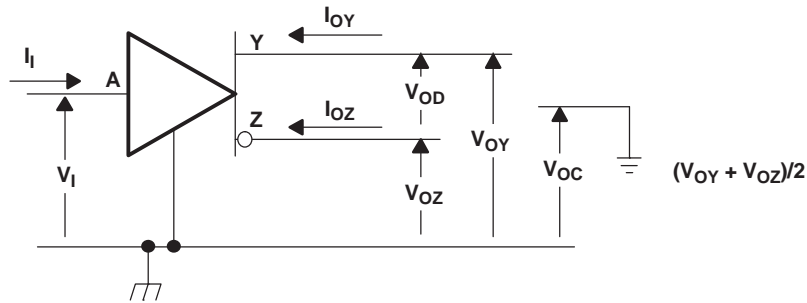 I_OY
Y
I_I
A
V_OD
Z
I_OZ
V_OY
V_I
V_OZ
V_OC
(V_OY + V_OZ)/2